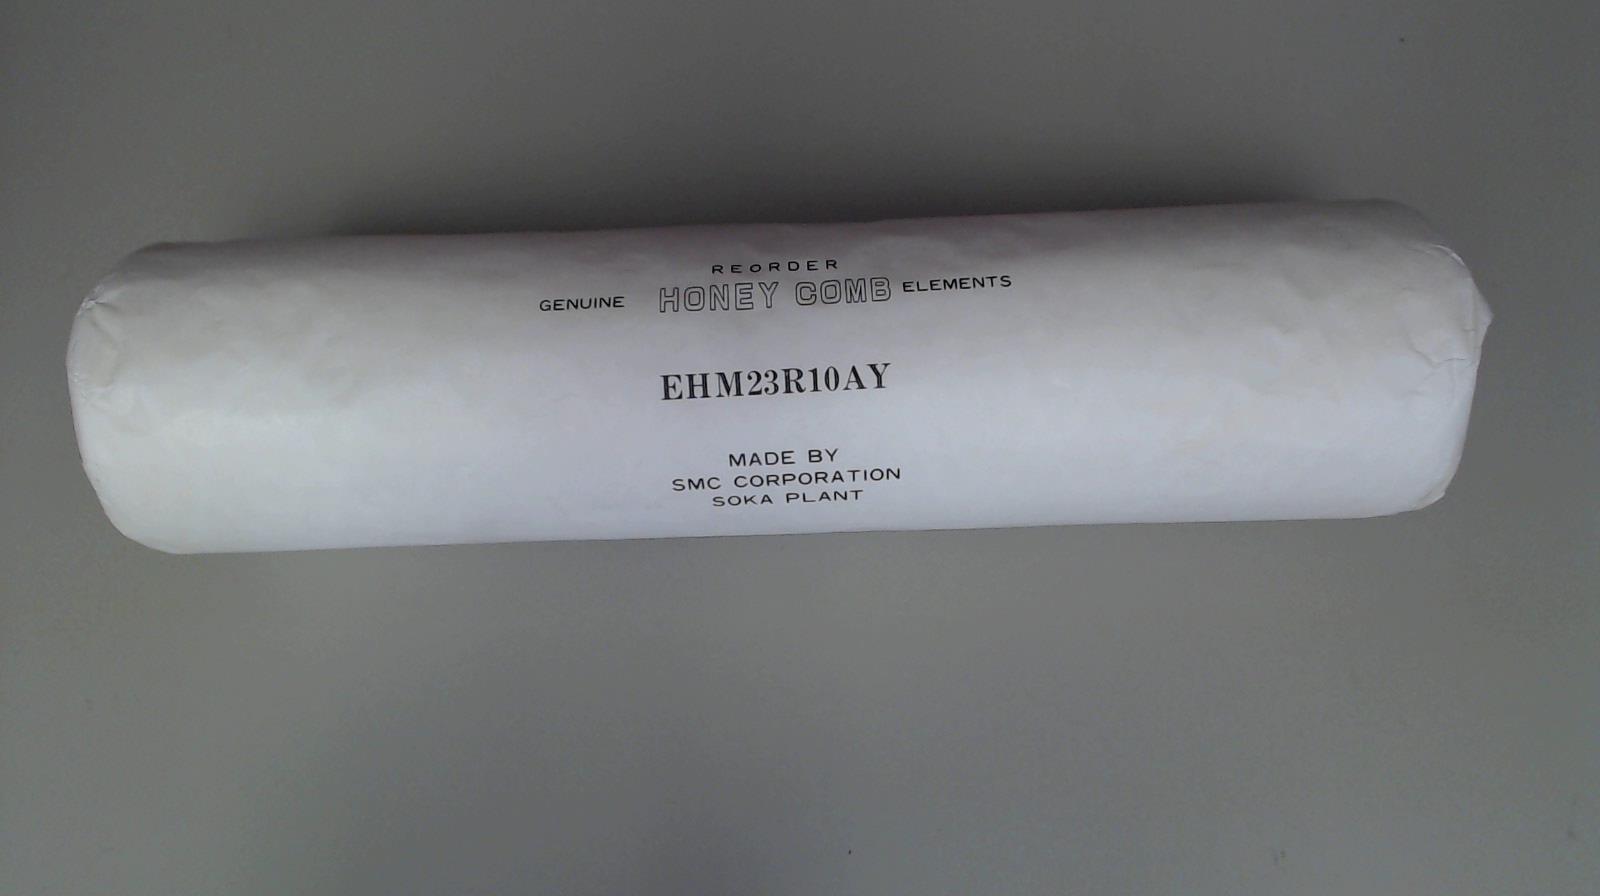 REORDER
GENUINE HONEY COMB ELEMENTS
EHM23R10AY
MADE BY
SMC CORPORATION
SOKA PLANT